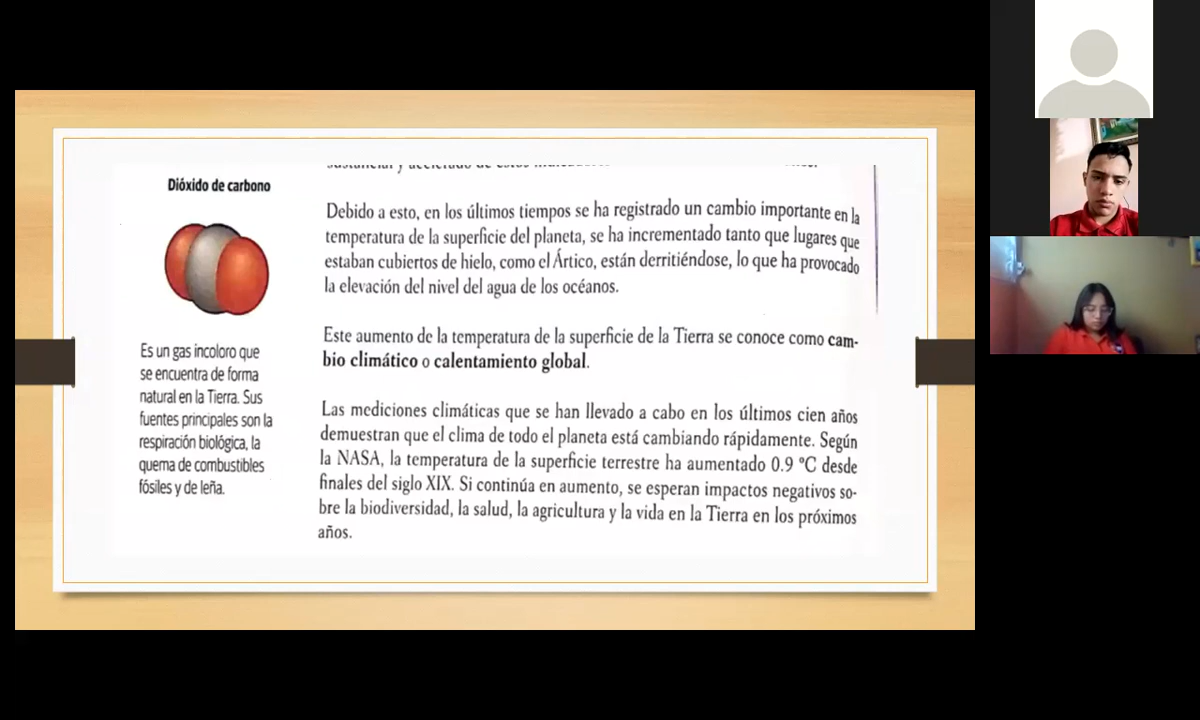 Dióxido de carbono
Es un gas incoloro que
se encuentra de forma
natural en la Tierra. Sus
fuentes principales son la
respiración biológica, la
quema de combustibles
fósiles y de leña.
Debido a esto, en los últimos tiempos se ha registrado un cambio importante en la
temperatura de la superficie del planeta, se ha incrementado tanto que lugares que
estaban cubiertos de hielo, como el Ártico, están derritiéndose, lo que ha provocado
la elevación del nivel del agua de los océanos.
Este aumento de la temperatura de la superficie de la Tierra se conoce como cam-
bio climático o calentamiento global.
Las mediciones climáticas que se han llevado a cabo en los últimos cien años
demuestran que el clima de todo el planeta está cambiando rápidamente. Según
la NASA, la temperatura de la superficie terrestre ha aumentado 0.9 ºC desde
finales del siglo XIX. Si continúa en aumento, se esperan impactos negativos so-
bre la biodiversidad, la salud, la agricultura y la vida en la Tierra en los próximos
años.